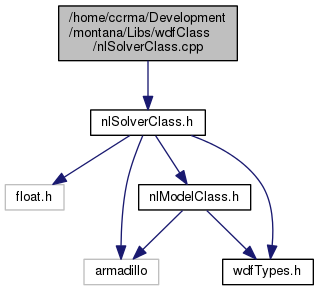 /home/ccrma/Development
/montana/Libs/wdfClass
/nlSolverClass.cpp
nlSolverClass.h
float.h
nlModelClass.h
armadillo
wdfTypes.h